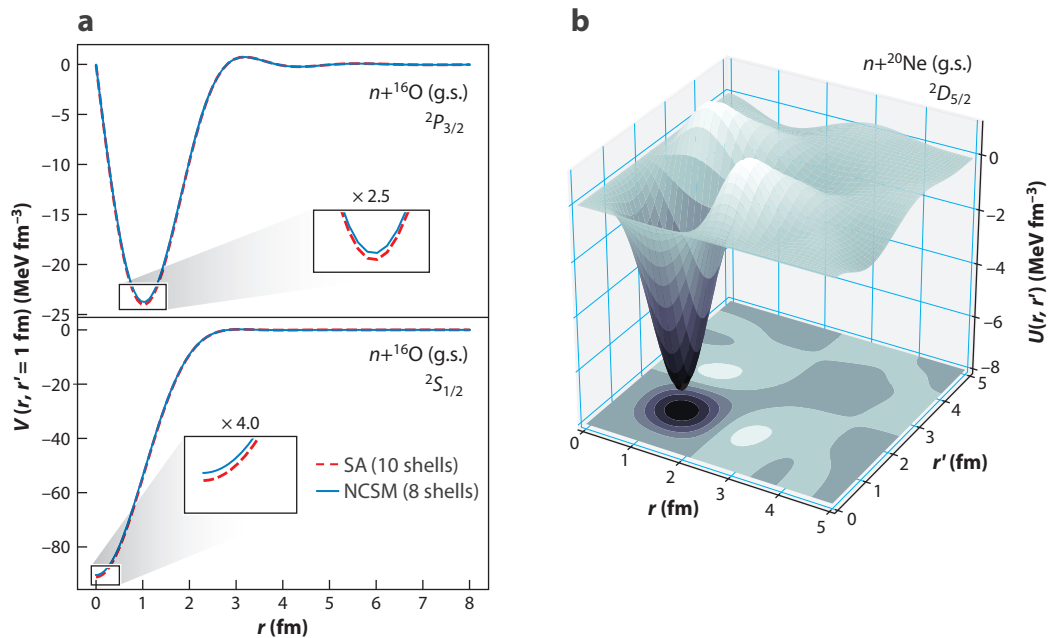 a
0
−5
−10
−15
−20
−25
n+¹⁶O (g.s.)
²P₃/₂
× 2.5
0
−20
−40
−60
−80
n+¹⁶O (g.s.)
²S₁/₂
× 4.0
SA (10 shells)
NCSM (8 shells)
V(r, r′ = 1 fm) (MeV fm⁻³)
0 1 2 3 4 5 6 7 8
r (fm)
b
n+²⁰Ne (g.s.)
²D₅/₂
0
−2
−4
−6
−8
U(r, r′) (MeV fm⁻³)
0 1 2 3 4 5
r (fm)
0 1 2 3 4 5
r′ (fm)